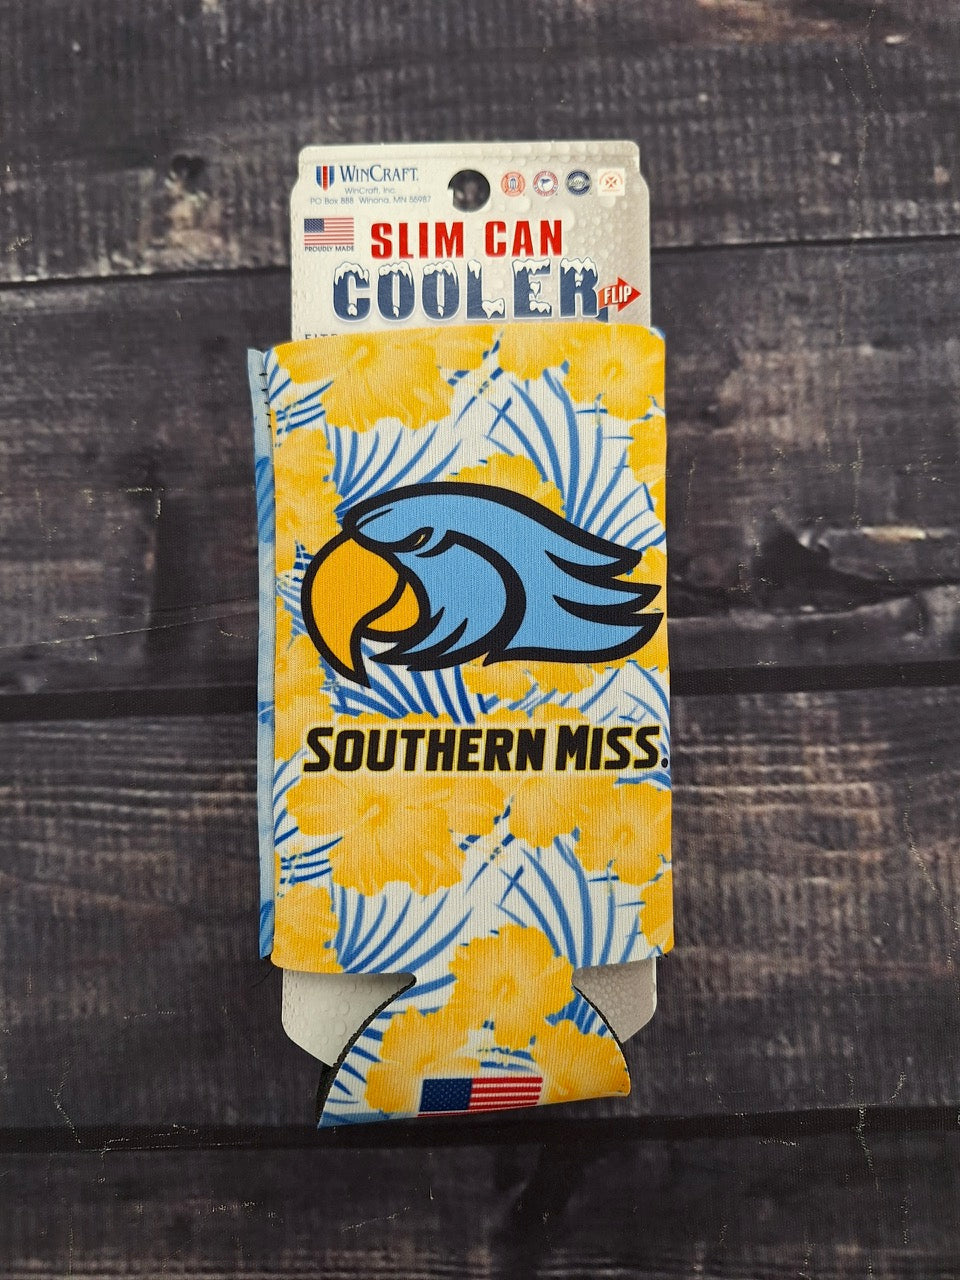 WINCRAFT.
WinCraft, Inc.
PO Box 888 Winona, MN 55987
PROUDLY MADE
SLIM CAN
COOLER
FLIP
SOUTHERN MISS.